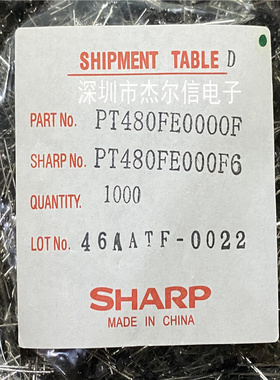 SHIPMENT TABLE D
深圳市杰尔信电子
PART No. PT480FE0000F
SHARP No. PT480FE000F6
QUANTITY. 1000
LOT No. 46AATF-0022
SHARP
MADE IN CHINA